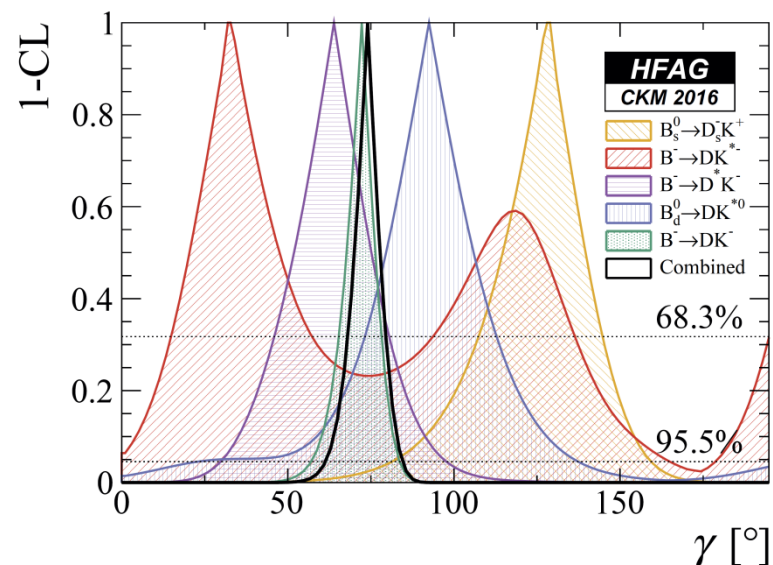 1-CL
1
0.8
0.6
0.4
0.2
0
0
50
100
150
γ [°]
HFAG
CKM 2016
B⁰ₛ→D⁻ₛK⁺
B⁻→DK*⁻
B⁻→D*K⁻
B⁰_d→DK*⁰
B⁻→DK⁻
Combined
68.3%
95.5%